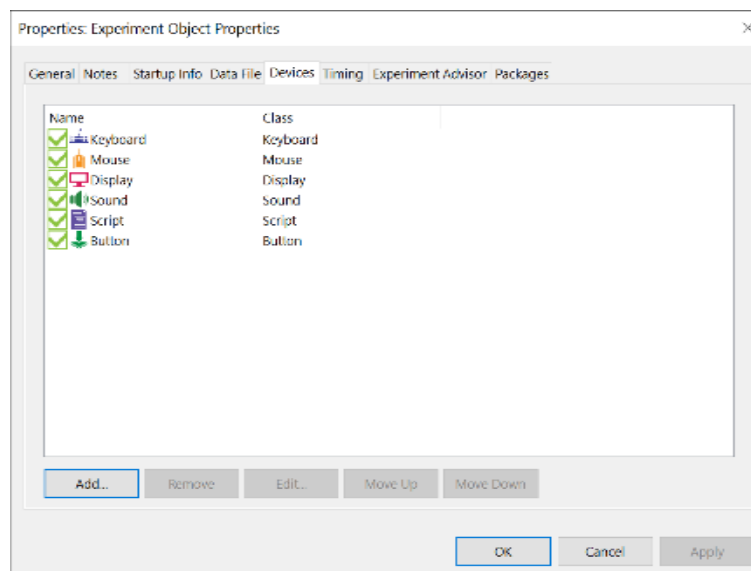 Properties: Experiment Object Properties
General Notes Startup Info Data File Devices Timing Experiment Advisor Packages
Name Class
Keyboard Keyboard
Mouse Mouse
Display Display
Sound Sound
Script Script
Button Button
Add... Remove Edit... Move Up Move Down
OK Cancel Apply